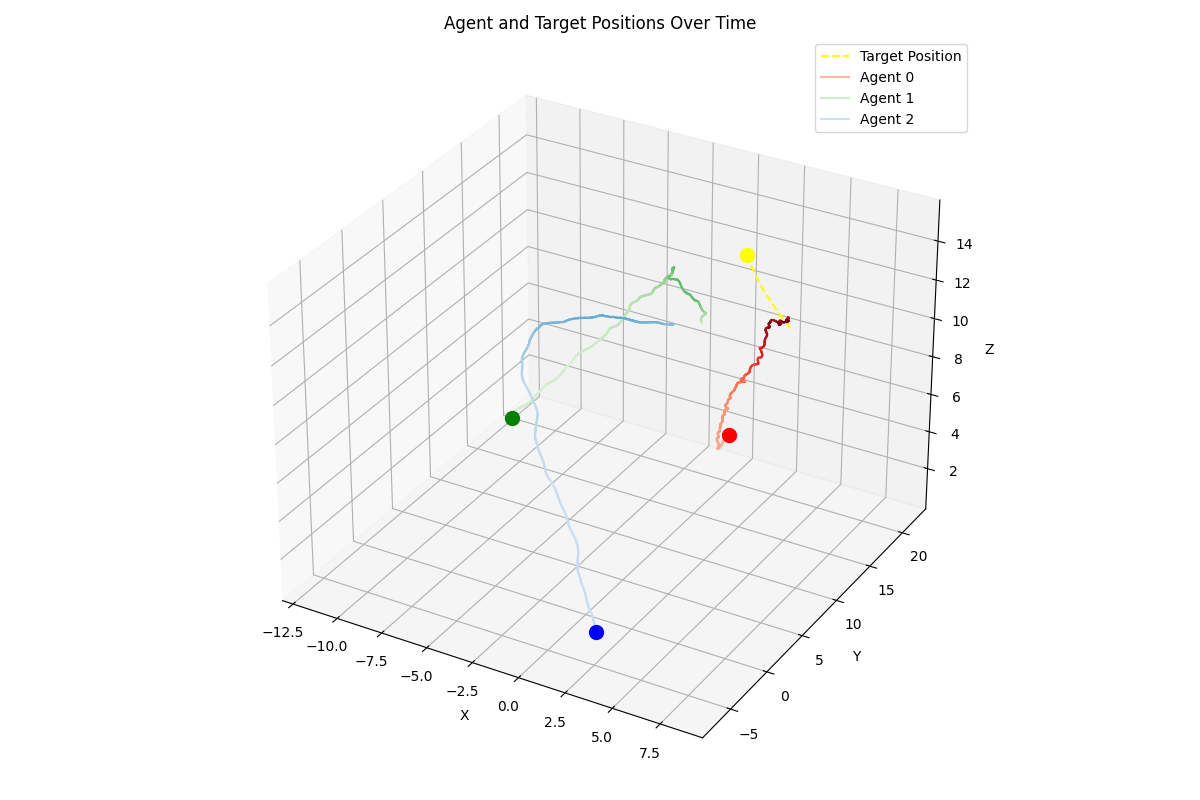 Agent and Target Positions Over Time
Target Position
Agent 0
Agent 1
Agent 2
14
12
10
8
6
4
2
Z
20
15
10
5
0
−5
Y
−12.5
−10.0
−7.5
−5.0
−2.5
0.0
2.5
5.0
7.5
X